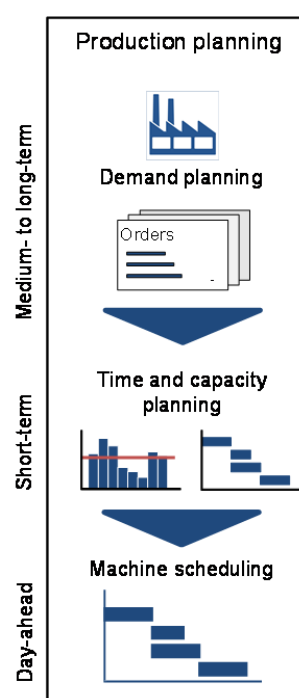 Production planning
Demand planning
Orders
Medium- to long-term
Time and capacity
planning
Short-term
Machine scheduling
Day-ahead